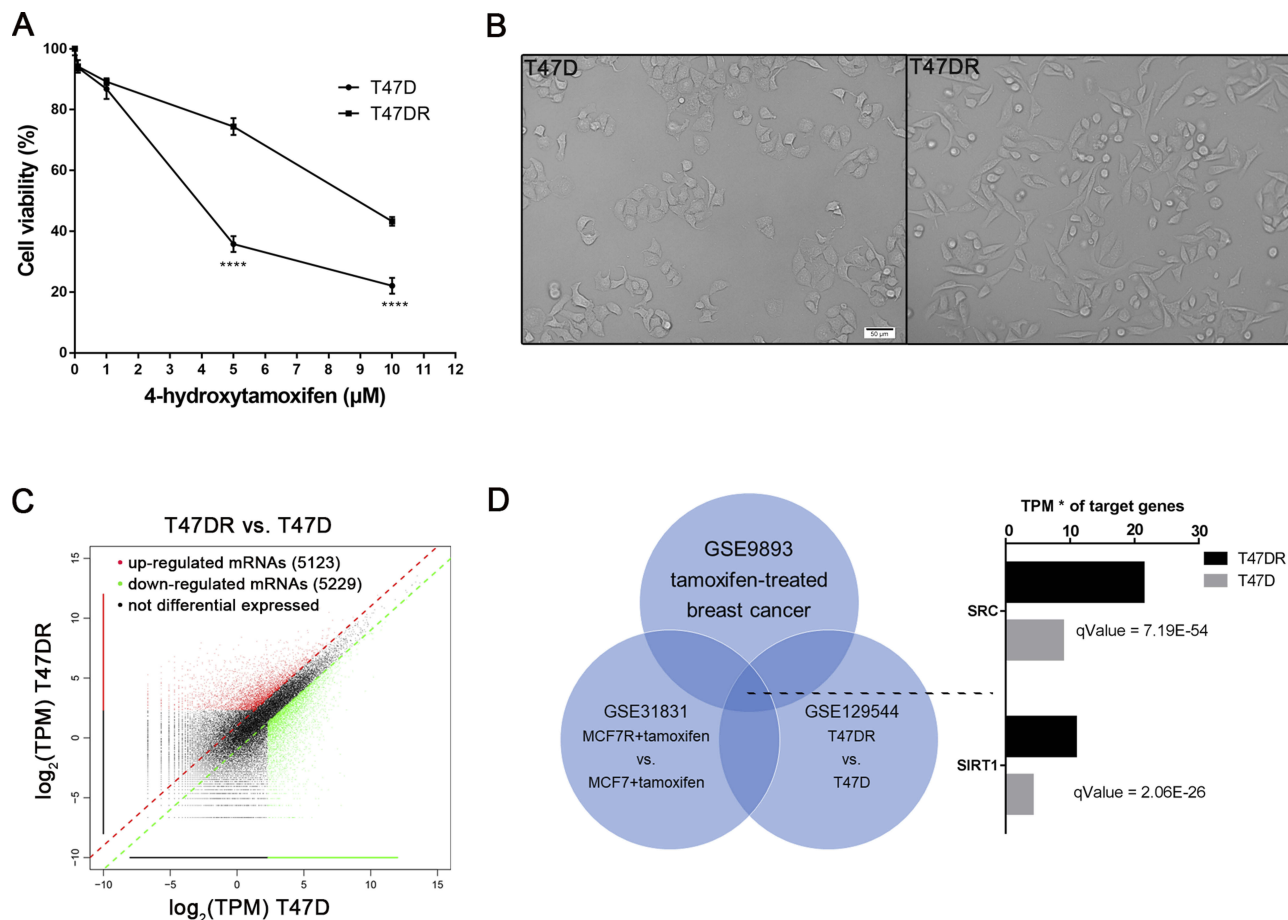 A
100
80
60
40
20
0
Cell viability (%)
T47D
T47DR
****
****
0 1 2 3 4 5 6 7 8 9 10 11 12
4-hydroxytamoxifen (µM)
B
T47D
T47DR
50 µm
C
T47DR vs. T47D
up-regulated mRNAs (5123)
down-regulated mRNAs (5229)
not differential expressed
15
10
5
0
−5
−10
log2(TPM) T47DR
−10 −5 0 5 10 15
log2(TPM) T47D
D
GSE9893
tamoxifen-treated
breast cancer
GSE31831
MCF7R+tamoxifen
vs.
MCF7+tamoxifen
GSE129544
T47DR
vs.
T47D
TPM * of target genes
0 10 20 30
T47DR
T47D
SRC
qValue = 7.19E-54
SIRT1
qValue = 2.06E-26